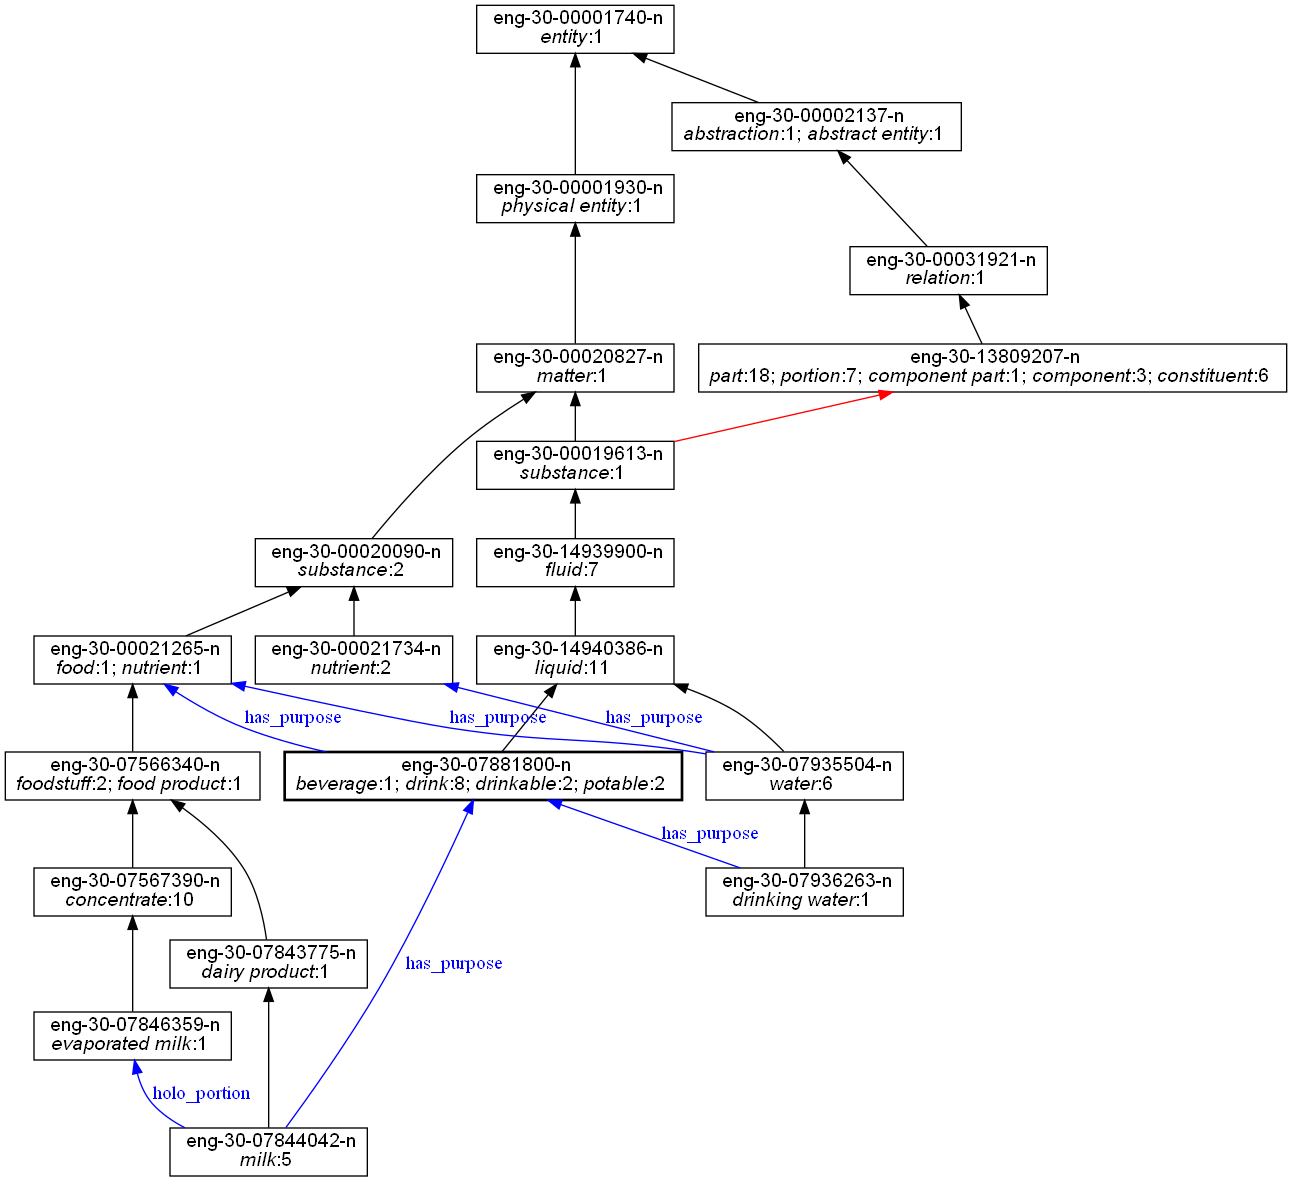 eng-30-00001740-n
entity:1
eng-30-00002137-n
abstraction:1; abstract entity:1
eng-30-00001930-n
physical entity:1
eng-30-00031921-n
relation:1
eng-30-00020827-n
matter:1
eng-30-13809207-n
part:18; portion:7; component part:1; component:3; constituent:6
eng-30-00019613-n
substance:1
eng-30-00020090-n
substance:2
eng-30-14939900-n
fluid:7
eng-30-00021265-n
food:1; nutrient:1
eng-30-00021734-n
nutrient:2
eng-30-14940386-n
liquid:11
has_purpose
has_purpose
has_purpose
eng-30-07566340-n
foodstuff:2; food product:1
eng-30-07881800-n
beverage:1; drink:8; drinkable:2; potable:2
eng-30-07935504-n
water:6
has_purpose
eng-30-07567390-n
concentrate:10
eng-30-07936263-n
drinking water:1
eng-30-07843775-n
dairy product:1
has_purpose
eng-30-07846359-n
evaporated milk:1
holo_portion
eng-30-07844042-n
milk:5